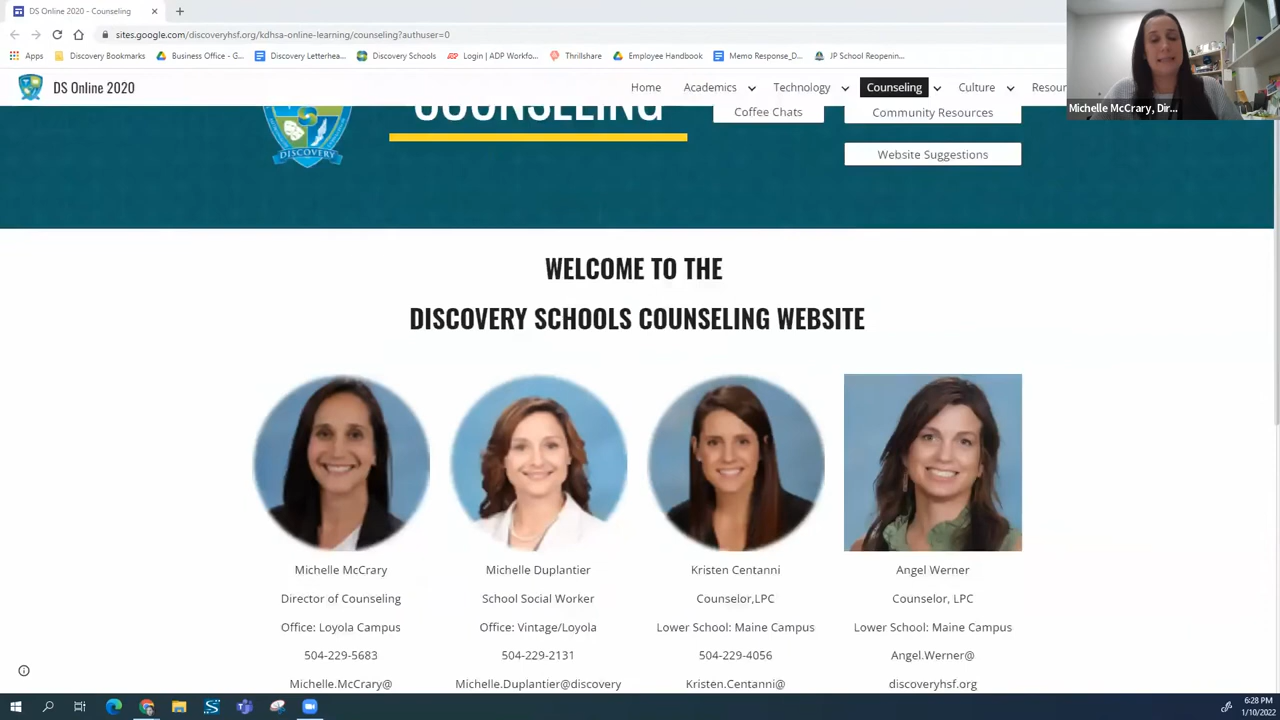 DS Online 2020 - Counseling
sites.google.com/discoveryhsf.org/kdhsa-online-learning/counseling?authuser=0
Apps Discovery Bookmarks Business Office - G... Discovery Letterhea... Discovery Schools Login | ADP Workfo... Thrillshare Employee Handbook Memo Response_D... JP School Reopenin...
DS Online 2020 Home Academics Technology Counseling Culture Resour
Michelle McCrary, Dir...
COUNSELING
Coffee Chats Community Resources
DISCOVERY
Website Suggestions
WELCOME TO THE
DISCOVERY SCHOOLS COUNSELING WEBSITE
Michelle McCrary Michelle Duplantier Kristen Centanni Angel Werner
Director of Counseling School Social Worker Counselor,LPC Counselor, LPC
Office: Loyola Campus Office: Vintage/Loyola Lower School: Maine Campus Lower School: Maine Campus
504-229-5683 504-229-2131 504-229-4056 Angel.Werner@
Michelle.McCrary@ Michelle.Duplantier@discovery Kristen.Centanni@ discoveryhsf.org
6:28 PM
1/10/2022